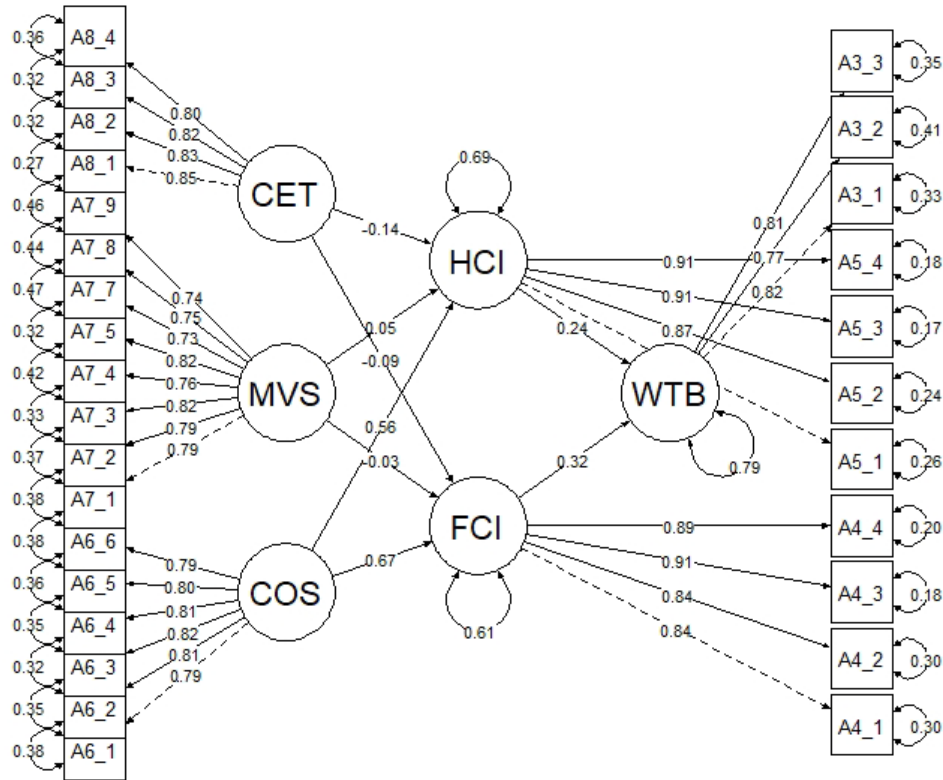 0.36
A8_4
0.32
A8_3
0.32
A8_2
0.27
A8_1
0.46
A7_9
0.44
A7_8
0.47
A7_7
0.32
A7_5
0.42
A7_4
0.33
A7_3
0.37
A7_2
0.38
A7_1
0.38
A6_6
0.36
A6_5
0.35
A6_4
0.32
A6_3
0.35
A6_2
0.38
A6_1
0.80
0.82
0.83
0.85
0.74
0.75
0.73
0.82
0.76
0.82
0.79
0.79
0.79
0.80
0.81
0.82
0.81
0.79
CET
MVS
COS
-0.14
0.05
-0.09
0.56
-0.03
0.67
0.69
HCI
FCI
0.61
0.24
0.32
WTB
0.79
0.81
0.77
0.82
0.91
0.91
0.87
0.89
0.91
0.84
0.84
A3_3
0.35
A3_2
0.41
A3_1
0.33
A5_4
0.18
A5_3
0.17
A5_2
0.24
A5_1
0.26
A4_4
0.20
A4_3
0.18
A4_2
0.30
A4_1
0.30